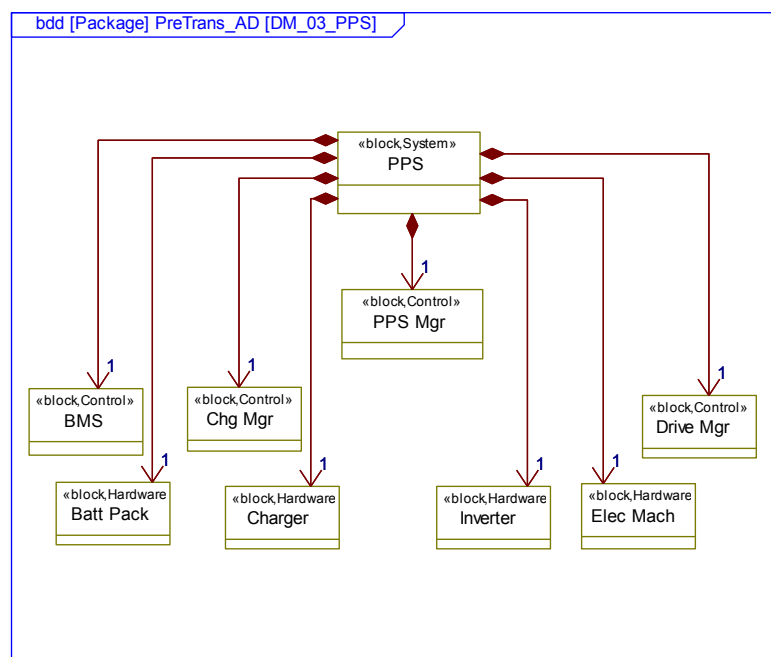 bdd [Package] PreTrans_AD [DM_03_PPS]
«block,System»
PPS
1
«block,Control»
PPS Mgr
1
«block,Control»
BMS
1
«block,Control»
Chg Mgr
1
«block,Control»
Drive Mgr
1
«block,Hardware
Batt Pack
1
«block,Hardware
Charger
1
«block,Hardware
Inverter
1
«block,Hardware
Elec Mach